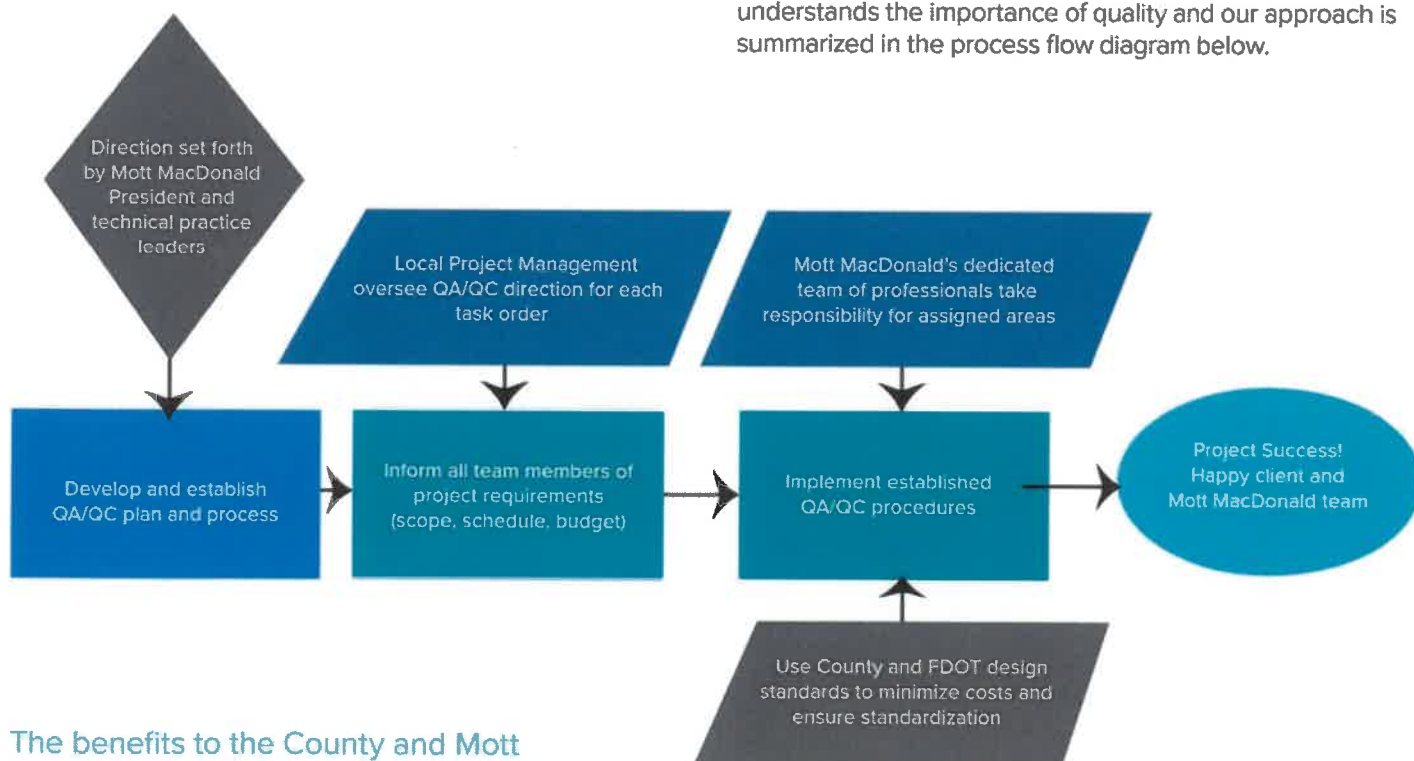 understands the importance of quality and our approach is
summarized in the process flow diagram below.
Direction set forth
by Mott MacDonald
President and
technical practice
leaders
Local Project Management
oversee QA/QC direction for each
task order
Mott MacDonald's dedicated
team of professionals take
responsibility for assigned areas
Develop and establish
QA/QC plan and process
Inform all team members of
project requirements
(scope, schedule, budget)
Implement established
QA/QC procedures
Project Success!
Happy client and
Mott MacDonald team
Use County and FDOT design
standards to minimize costs and
ensure standardization
The benefits to the County and Mott